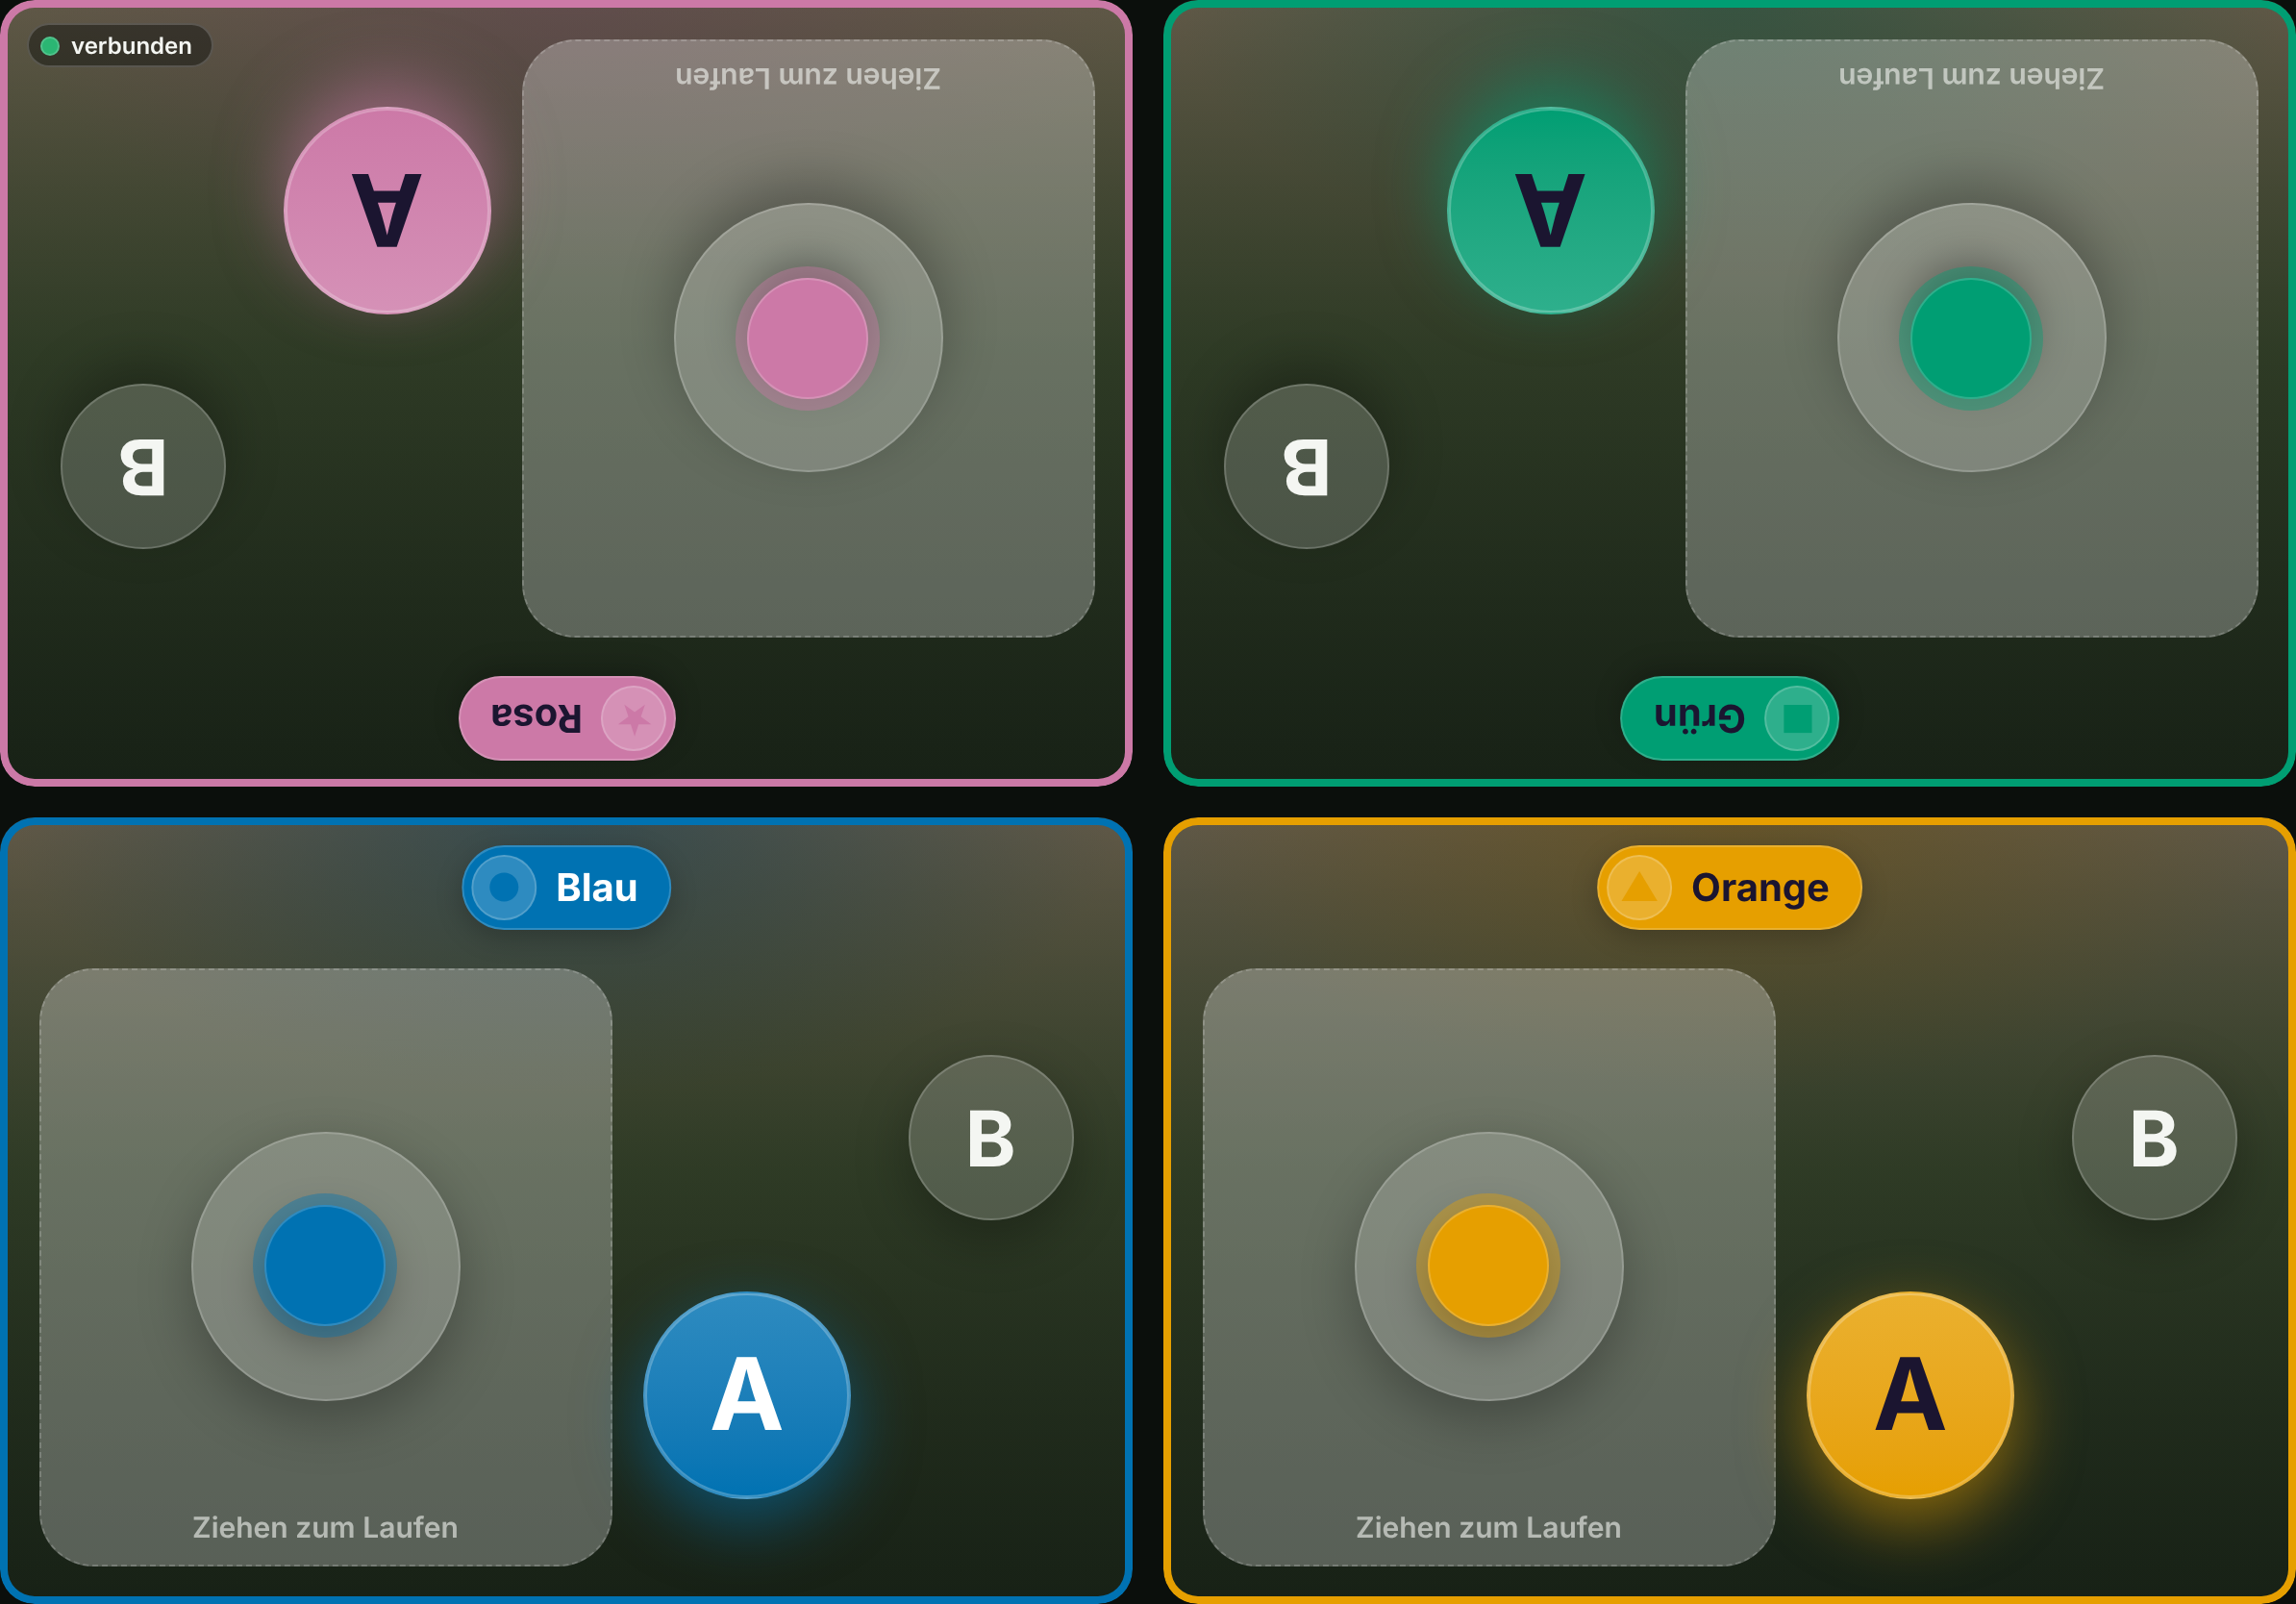 verbunden
Ziehen zum Laufen
A
B
Rosa
Ziehen zum Laufen
A
B
Grün
Blau
B
A
Ziehen zum Laufen
Orange
B
A
Ziehen zum Laufen